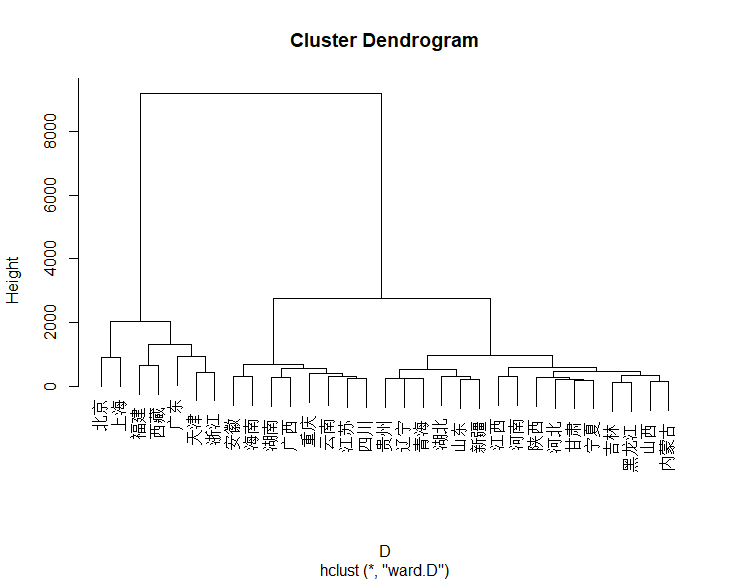 Cluster Dendrogram
Height
0
2000
4000
6000
8000
北京
上海
福建
西藏
广东
天津
浙江
安徽
海南
湖南
广西
重庆
云南
江苏
四川
贵州
辽宁
青海
湖北
山东
新疆
江西
河南
陕西
河北
甘肃
宁夏
吉林
黑龙江
山西
内蒙古
D
hclust (*, "ward.D")